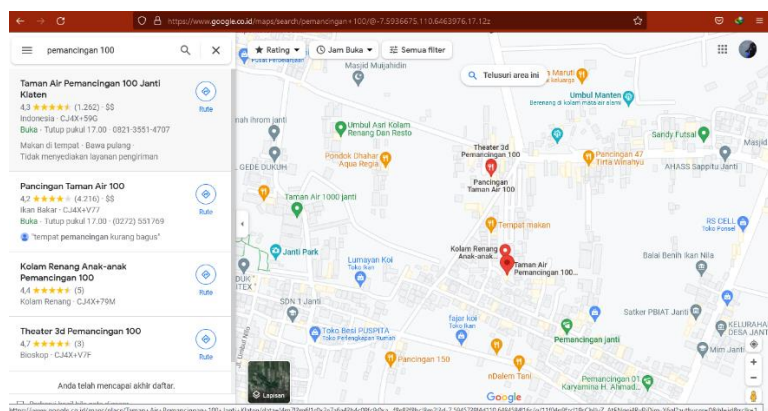 https://www.google.co.id/maps/search/pemancingan+100/@-7.5936675,110.6463976,17.12z
pemancingan 100
Rating
Jam Buka
Semua filter
Telusuri area ini
Taman Air Pemancingan 100 Janti
Klaten
4,3 (1.262) · $$
Indonesia · CJ4X+59G
Buka · Tutup pukul 17.00 · 0821-3551-4707
Makan di tempat · Bawa pulang ·
Tidak menyediakan layanan pengiriman
Rute
Pancingan Taman Air 100
4,2 (4.216) · $$
Ikan Bakar · CJ4X+V77
Buka · Tutup pukul 17.00 · (0272) 551769
"tempat pemancingan kurang bagus"
Rute
Kolam Renang Anak-anak
Pemancingan 100
4,4 (5)
Kolam Renang · CJ4X+79M
Rute
Theater 3d Pemancingan 100
4,7 (3)
Bioskop · CJ4X+V7F
Rute
Anda telah mencapai akhir daftar.
Masjid Mujahidin
Umbul Manten
Berenang di kolam mata air alami
Umbul Asri Kolam
Renang Dan Resto
Sandy Futsal
Masjid
Theater 3d
Pemancingan 100
Pondok Dhahar
Aqua Regia
GEDE DUKUH
Pemancingan 47
Tirta Winahyu
AHASS Sappitu Janti
Pancingan
Taman Air 100
Taman Air 1000 janti
Tempat makan
RS CELL
Toko Ponsel
Janti Park
Lumayan Koi
Toko Ikan
Kolam Renang
Anak-anak...
Taman Air
Pemancingan 100...
Balai Benih Ikan Nila
SDN 1 Janti
Satker PBIAT Janti
KELURAHA
DESA JANT
Toko Besi PUSPITA
fajar koi
Toko Ikan
Pemancingan janti
Mim Janti
Pancingan 150
nDalem Tani
Pemancingan 01
Karyamina H. Ahmad...
Lapisan
Google